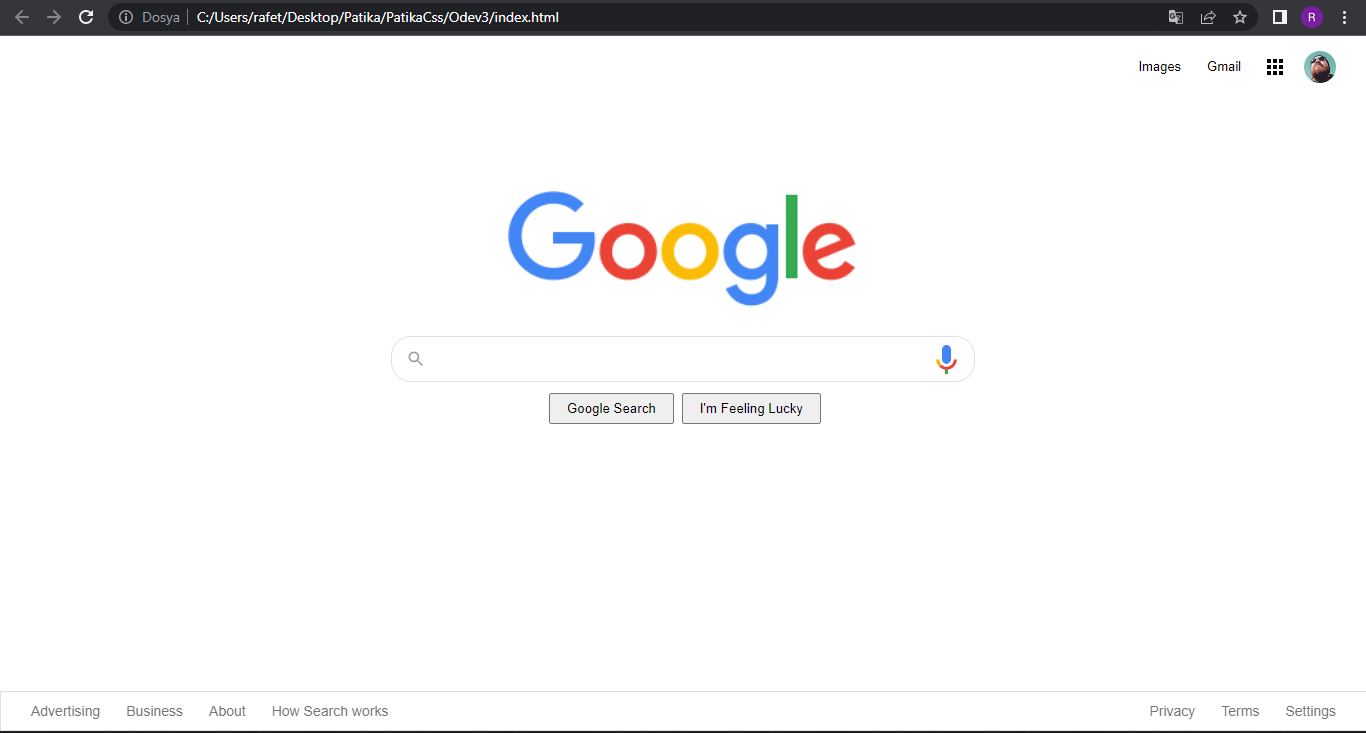 Dosya C:/Users/rafet/Desktop/Patika/PatikaCss/Odev3/index.html R
Images Gmail
Google
Google Search I'm Feeling Lucky
Advertising Business About How Search works Privacy Terms Settings